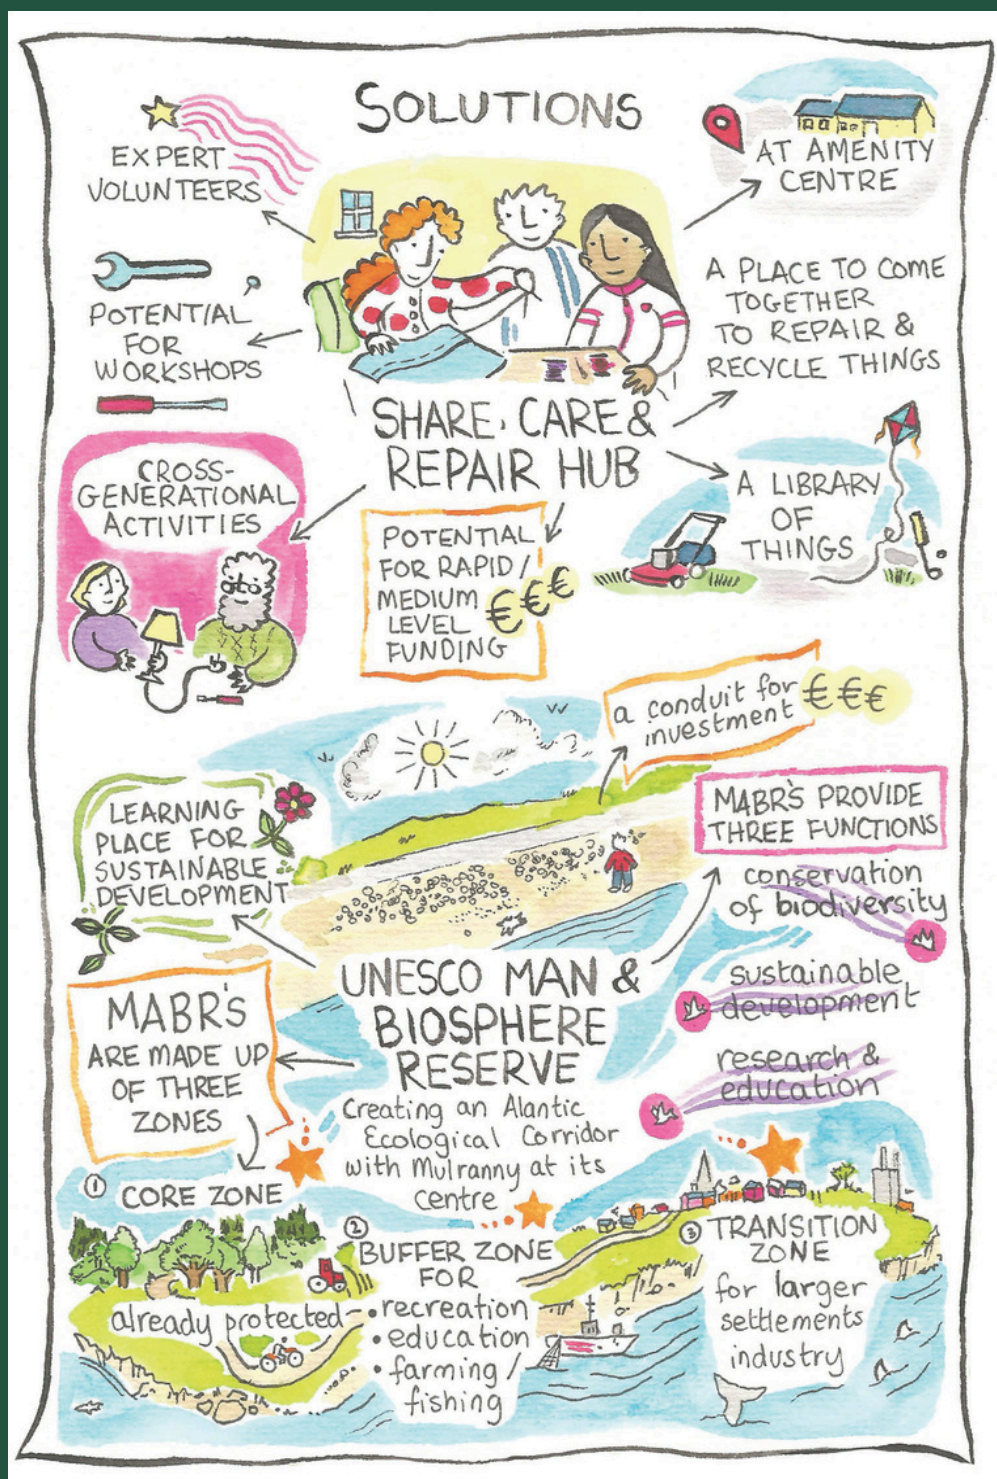 SOLUTIONS
EXPERT
VOLUNTEERS
AT AMENITY
CENTRE
POTENTIAL
FOR
WORKSHOPS
A PLACE TO COME
TOGETHER
TO REPAIR &
RECYCLE THINGS
SHARE, CARE &
REPAIR HUB
CROSS-
GENERATIONAL
ACTIVITIES
POTENTIAL
FOR RAPID/
MEDIUM
LEVEL
FUNDING
€€€
A LIBRARY
OF
THINGS
a conduit for
investment
€€€
LEARNING
PLACE FOR
SUSTAINABLE
DEVELOPMENT
MABR'S PROVIDE
THREE FUNCTIONS
conservation
of biodiversity
sustainable
development
research &
education
UNESCO MAN &
BIOSPHERE
RESERVE
Creating an Alantic
Ecological Corridor
with Mulranny at its
centre
MABR'S
ARE MADE UP
OF THREE
ZONES
① CORE ZONE
already protected
② BUFFER ZONE
FOR
• recreation
• education
• farming/
fishing
③ TRANSITION
ZONE
for larger
settlements
industry